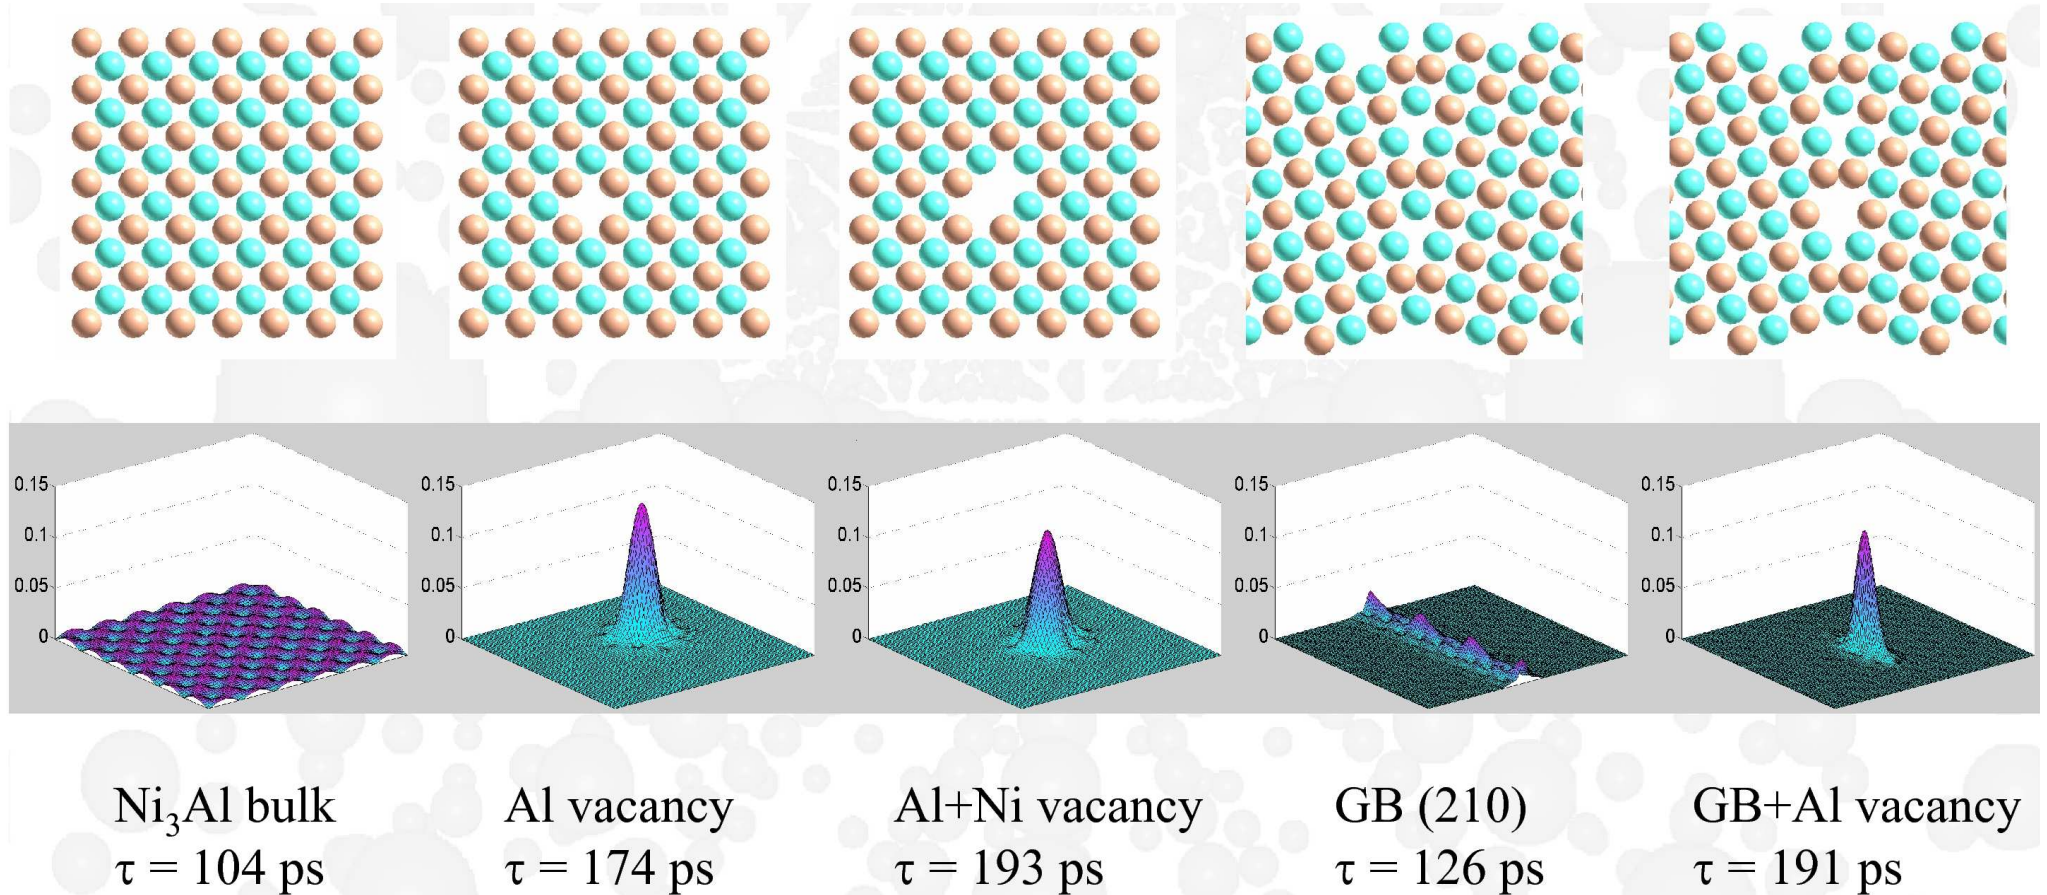 0.15
0.1
0.05
0
0.15
0.1
0.05
0
0.15
0.1
0.05
0
0.15
0.1
0.05
0
0.15
0.1
0.05
0
Ni₃Al bulk
τ = 104 ps
Al vacancy
τ = 174 ps
Al+Ni vacancy
τ = 193 ps
GB (210)
τ = 126 ps
GB+Al vacancy
τ = 191 ps